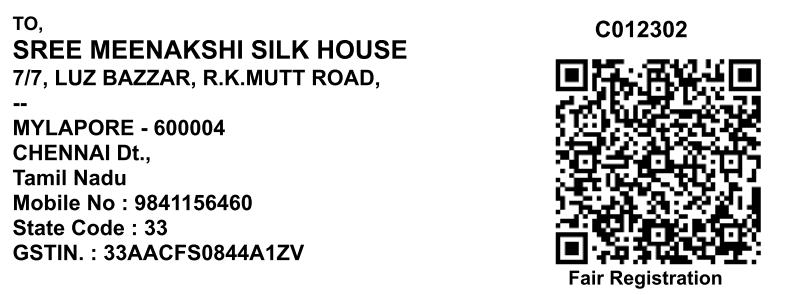 TO,
SREE MEENAKSHI SILK HOUSE
7/7, LUZ BAZZAR, R.K.MUTT ROAD,
--
MYLAPORE - 600004
CHENNAI Dt.,
Tamil Nadu
Mobile No : 9841156460
State Code : 33
GSTIN. : 33AACFS0844A1ZV
C012302
Fair Registration